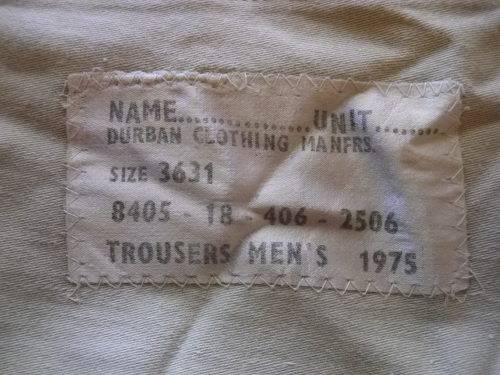 NAME....................UNIT..........
DURBAN CLOTHING MANFRS.
SIZE 3631
8405 - 18 - 406 - 2506
TROUSERS MEN'S 1975